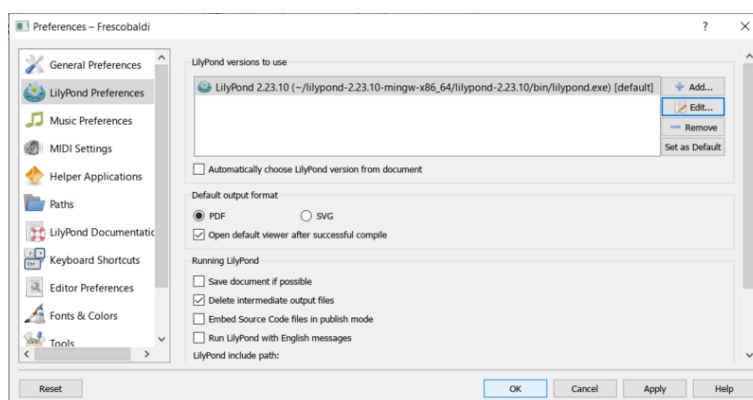 Preferences – Frescobaldi
General Preferences
LilyPond Preferences
Music Preferences
MIDI Settings
Helper Applications
Paths
LilyPond Documentatic
Keyboard Shortcuts
Editor Preferences
Fonts & Colors
Tools
LilyPond versions to use
LilyPond 2.23.10 (~/lilypond-2.23.10-mingw-x86_64/lilypond-2.23.10/bin/lilypond.exe) [default]
Add...
Edit...
Remove
Set as Default
Automatically choose LilyPond version from document
Default output format
PDF
SVG
Open default viewer after successful compile
Running LilyPond
Save document if possible
Delete intermediate output files
Embed Source Code files in publish mode
Run LilyPond with English messages
LilyPond include path:
Reset
OK
Cancel
Apply
Help